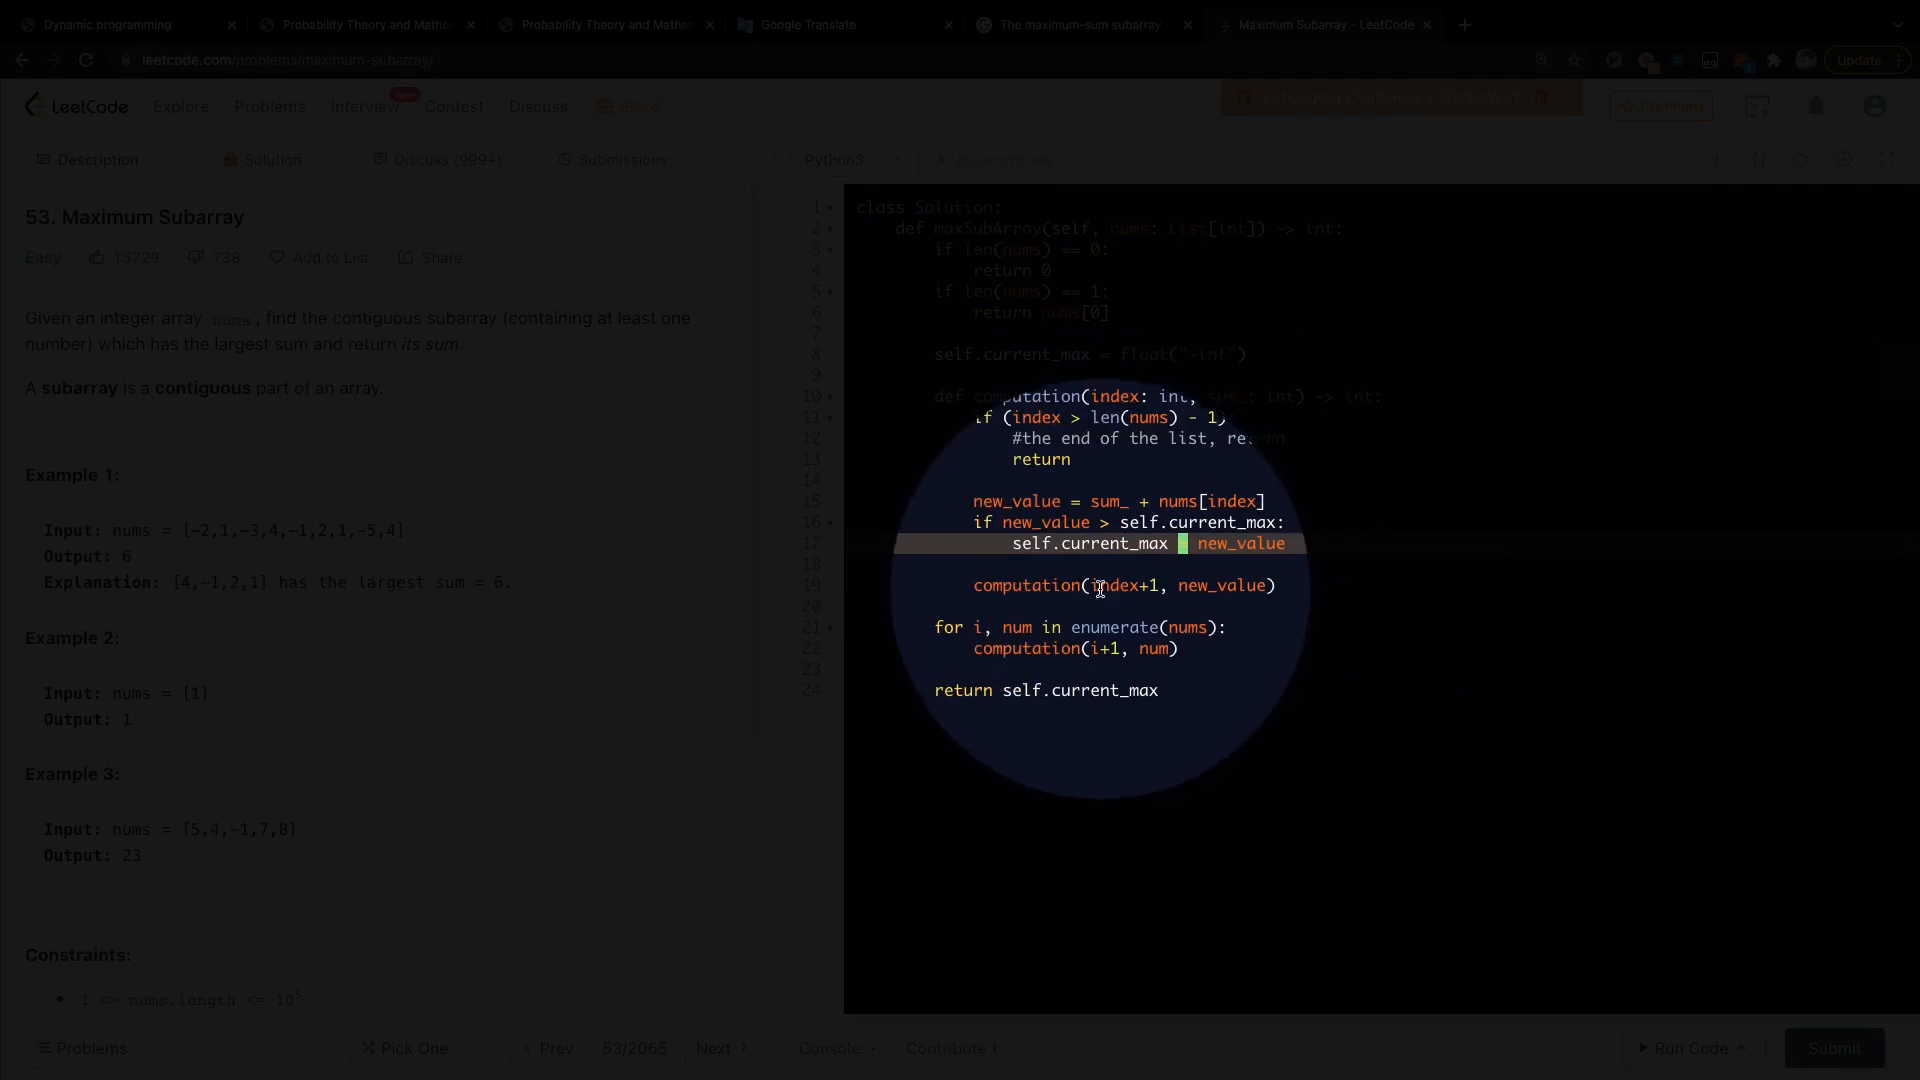 Dynamic programming
Probability Theory and Mathe
Probability Theory and Mathe
Google Translate
The maximum-sum subarray
Maximum Subarray - LeetCode
leetcode.com/problems/maximum-subarray/
Update
LeetCode
Explore
Problems
Interview
New
Contest
Discuss
Store
LeetCoding Challenge + GIVEAWAY!
Premium
Description
Solution
Discuss (999+)
Submissions
Python3
Autocomplete
53. Maximum Subarray
Easy 15729 738 Add to List Share
Given an integer array nums, find the contiguous subarray (containing at least one
number) which has the largest sum and return its sum.
A subarray is a contiguous part of an array.
Example 1:
Input: nums = [-2,1,-3,4,-1,2,1,-5,4]
Output: 6
Explanation: [4,-1,2,1] has the largest sum = 6.
Example 2:
Input: nums = [1]
Output: 1
Example 3:
Input: nums = [5,4,-1,7,8]
Output: 23
Constraints:
• 1 <= nums.length <= 10⁵
1 class Solution:
2 def maxSubArray(self, nums: List[int]) -> int:
3 if len(nums) == 0:
4 return 0
5 if len(nums) == 1:
6 return nums[0]
7
8 self.current_max = float("-inf")
9
10 def computation(index: int, sum_: int) -> int:
11 if (index > len(nums) - 1):
12 #the end of the list, return
13 return
14
15 new_value = sum_ + nums[index]
16 if new_value > self.current_max:
17 self.current_max = new_value
18
19 computation(index+1, new_value)
20
21 for i, num in enumerate(nums):
22 computation(i+1, num)
23
24 return self.current_max
Problems
Pick One
Prev
53/2065
Next
Console
Contribute i
Run Code
Submit